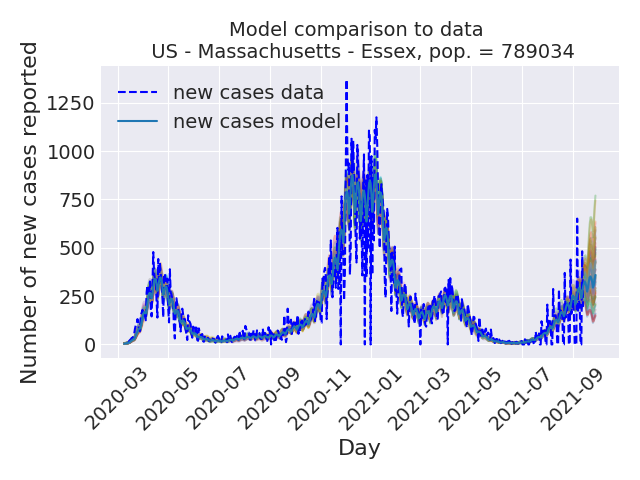 Model comparison to data
US - Massachusetts - Essex, pop. = 789034
Number of new cases reported
1250
1000
750
500
250
0
new cases data
new cases model
2020-03
2020-05
2020-07
2020-09
2020-11
2021-01
2021-03
2021-05
2021-07
2021-09
Day